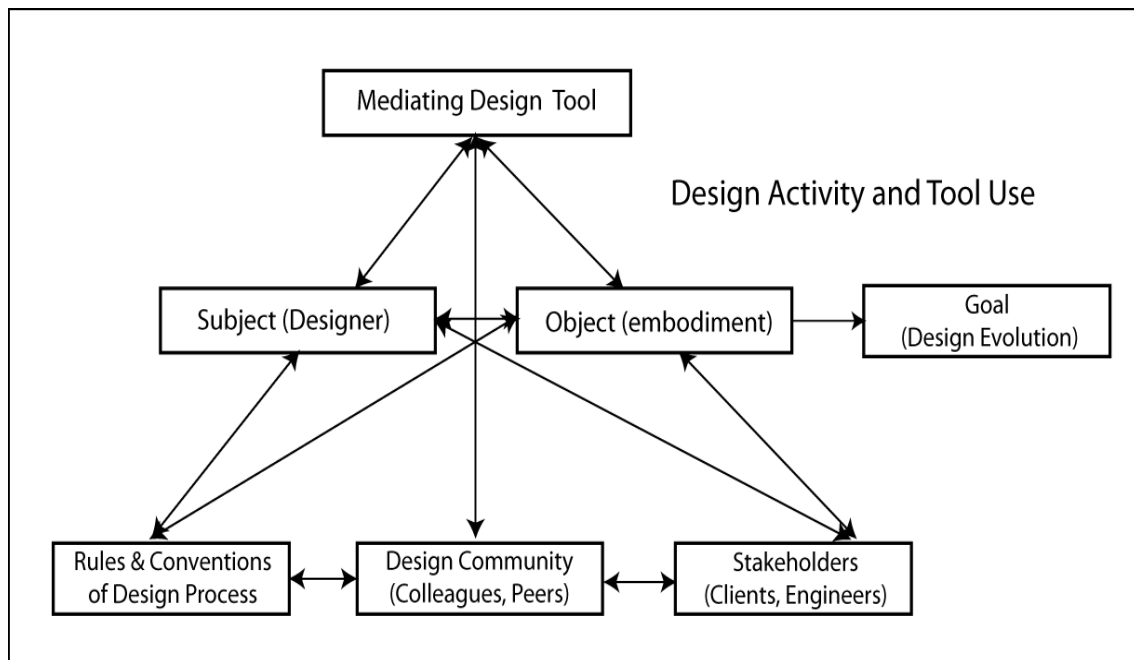 Mediating Design Tool
Design Activity and Tool Use
Subject (Designer)
Object (embodiment)
Goal
(Design Evolution)
Rules & Conventions
of Design Process
Design Community
(Colleagues, Peers)
Stakeholders
(Clients, Engineers)